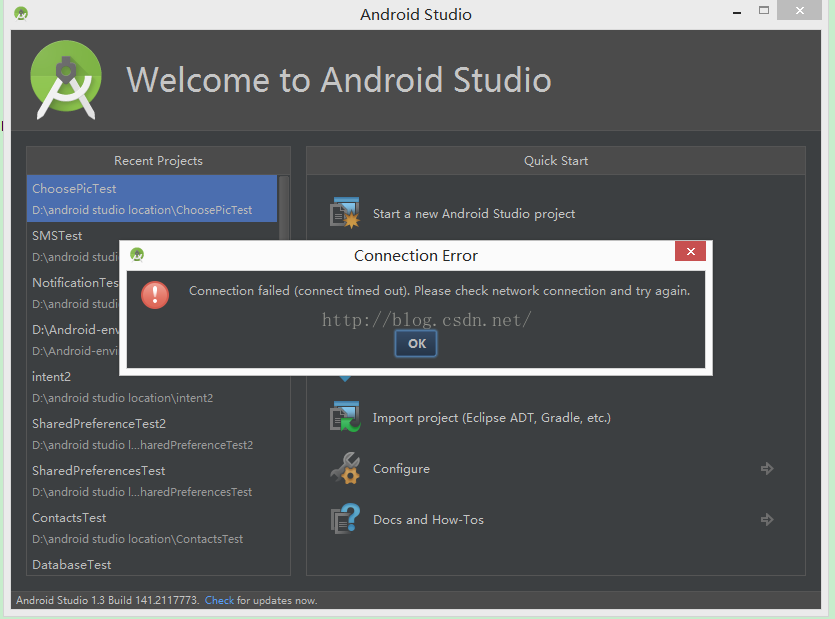 Android Studio
Welcome to Android Studio
Recent Projects
ChoosePicTest
D:\android studio location\ChoosePicTest
SMSTest
D:\android studi
NotificationTes
D:\android studi
D:\Android-env
D:\Android-envi
intent2
D:\android studio location\intent2
SharedPreferenceTest2
D:\android studio l...haredPreferenceTest2
SharedPreferencesTest
D:\android studio l...haredPreferencesTest
ContactsTest
D:\android studio location\ContactsTest
DatabaseTest
Quick Start
Start a new Android Studio project
Connection Error
Connection failed (connect timed out). Please check network connection and try again.
http://blog.csdn.net/
OK
Import project (Eclipse ADT, Gradle, etc.)
Configure
Docs and How-Tos
Android Studio 1.3 Build 141.2117773. Check for updates now.